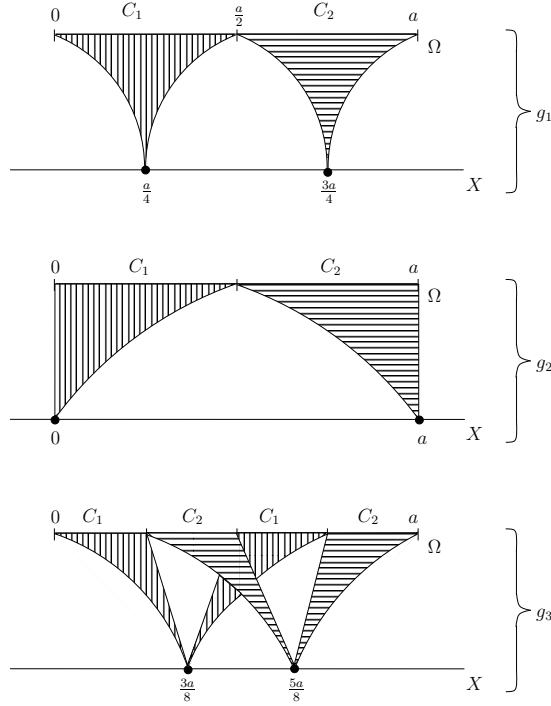 0 C₁ a/2 C₂ a
Ω
g₁
X
a/4 3a/4
0 C₁ C₂ a
Ω
g₂
X
0 a
0 C₁ C₂ C₁ C₂ a
Ω
g₃
X
3a/8 5a/8